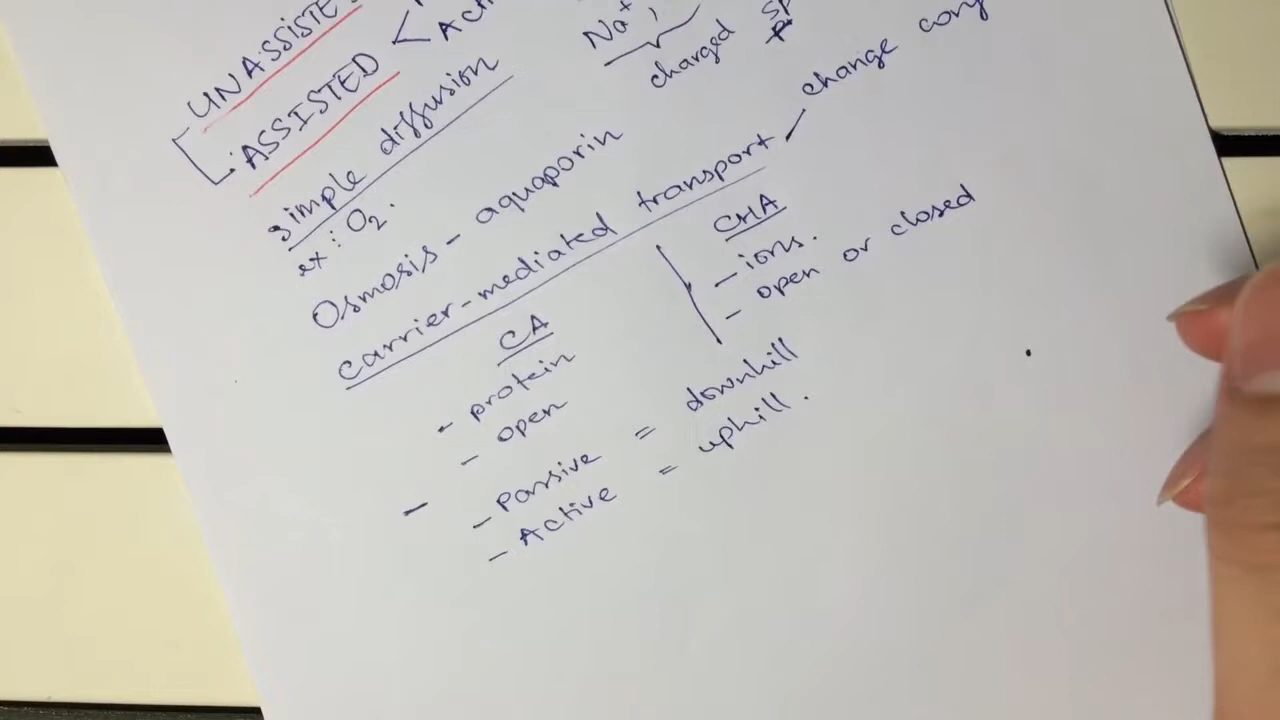 UNASSISTE
ASSISTED < ACTI
Na+,
charged
simple diffusion
ex: O2.
Osmosis - aquaporin
carrier-mediated transport - change conf
CA
- protein
- open
CHA
- ions.
- open or closed
- Passive = downhill
- Active = uphill.